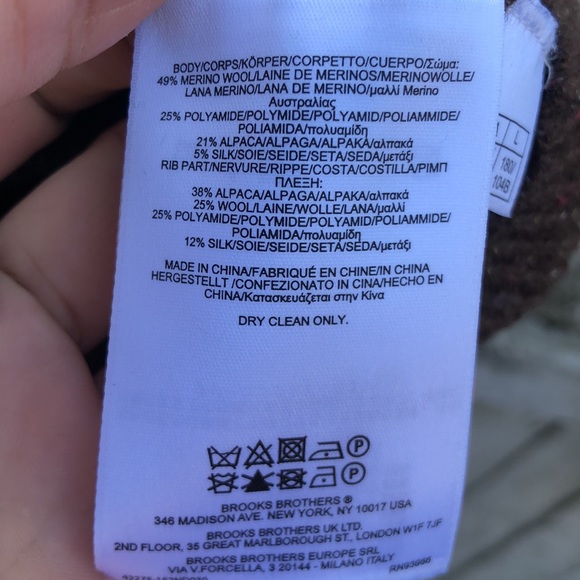 BODY/CORPS/KÖRPER/CORPETTO/CUERPO/Σώμα:
49% MERINO WOOL/LAINE DE MERINOS/MERINOWOLLE/
LANA MERINO/LANA DE MERINO/μαλλί Merino
Αυστραλίας
25% POLYAMIDE/POLYMIDE/POLYAMID/POLIAMMIDE/
POLIAMIDA/πολυαμίδη
21% ALPACA/ALPAGA/ALPAKA/αλπακά
5% SILK/SOIE/SEIDE/SETA/SEDA/μετάξι
RIB PART/NERVURE/RIPPE/COSTA/COSTILLA/ΡΙΜΠ
ΠΛΕΞΗ:
38% ALPACA/ALPAGA/ALPAKA/αλπακά
25% WOOL/LAINE/WOLLE/LANA/μαλλί
25% POLYAMIDE/POLYMIDE/POLYAMID/POLIAMMIDE/
POLIAMIDA/πολυαμίδη
12% SILK/SOIE/SEIDE/SETA/SEDA/μετάξι
MADE IN CHINA/FABRIQUÉ EN CHINE/IN CHINA
HERGESTELLT /CONFEZIONATO IN CINA/HECHO EN
CHINA/Κατασκευάζεται στην Κίνα
DRY CLEAN ONLY.
P
P
BROOKS BROTHERS ®
346 MADISON AVE. NEW YORK, NY 10017 USA
BROOKS BROTHERS UK LTD.
2ND FLOOR, 35 GREAT MARLBOROUGH ST., LONDON W1F 7JF
BROOKS BROTHERS EUROPE SRL
VIA V.FORCELLA, 3 20144 - MILANO ITALY
L
180/
104B